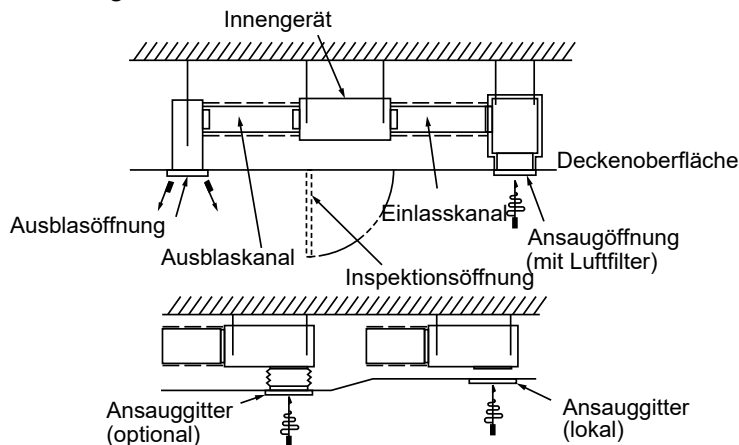 Innengerät
Deckenoberfläche
Ausblasöffnung
Einlasskanal
Ansaugöffnung
(mit Luftfilter)
Ausblaskanal
Inspektionsöffnung
Ansauggitter
(optional)
Ansauggitter
(lokal)